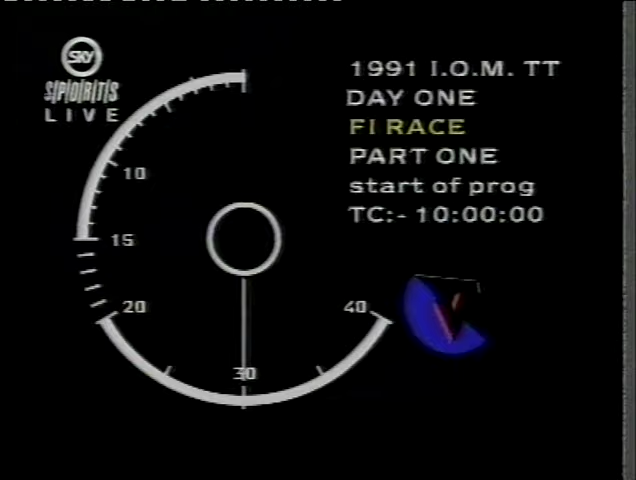 SKY
SPORTS
LIVE
1991 I.O.M. TT
DAY ONE
FI RACE
PART ONE
start of prog
TC:- 10:00:00
10
15
20
30
40
V